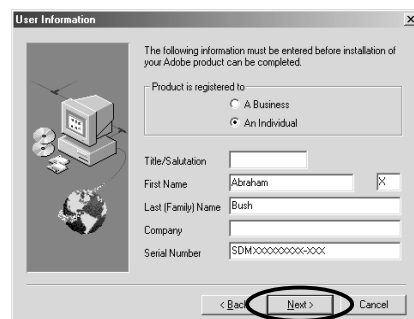 User Information
The following information must be entered before installation of
your Adobe product can be completed.
Product is registered to
A Business
An Individual
Title/Salutation
First Name Abraham X
Last (Family) Name Bush
Company
Serial Number SDMXXXXXXXXX-XXX
< Back Next > Cancel